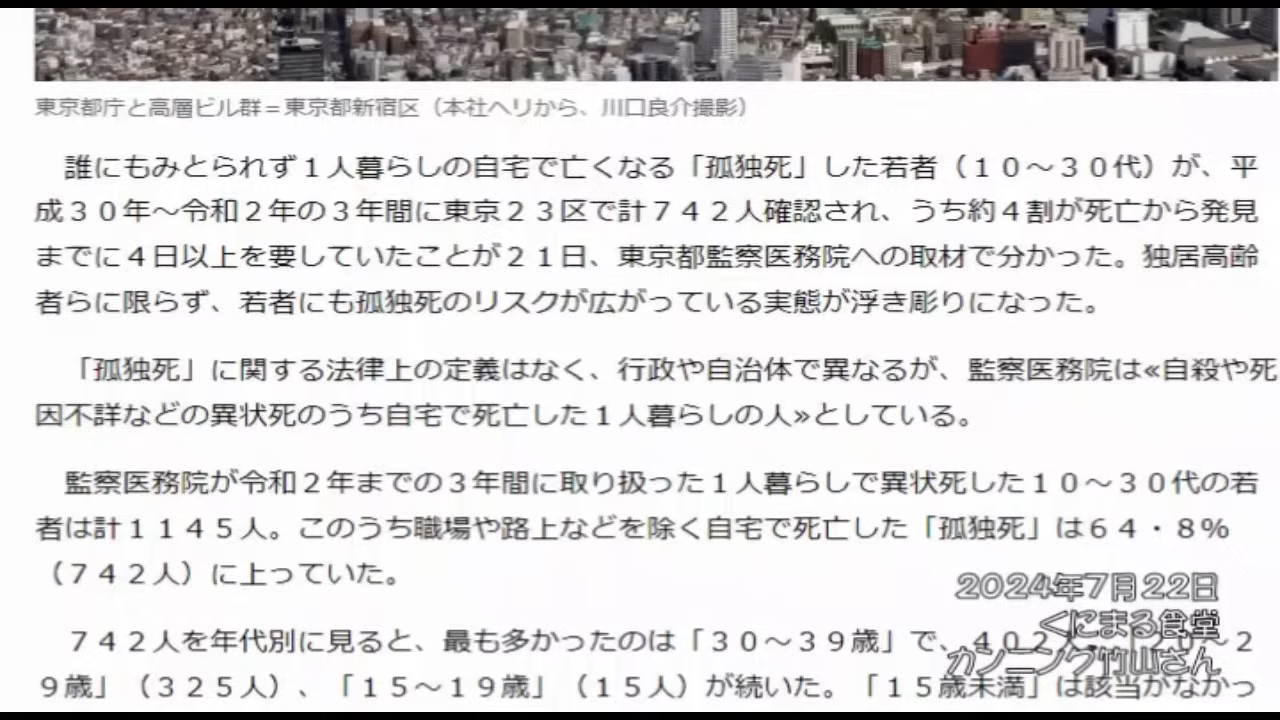 東京都庁と高層ビル群＝東京都新宿区（本社ヘリから、川口良介撮影）
誰にもみとられず１人暮らしの自宅で亡くなる「孤独死」した若者（１０～３０代）が、平
成３０年～令和２年の３年間に東京２３区で計７４２人確認され、うち約４割が死亡から発見
までに４日以上を要していたことが２１日、東京都監察医務院への取材で分かった。独居高齢
者らに限らず、若者にも孤独死のリスクが広がっている実態が浮き彫りになった。
「孤独死」に関する法律上の定義はなく、行政や自治体で異なるが、監察医務院は≪自殺や死
因不詳などの異状死のうち自宅で死亡した１人暮らしの人≫としている。
監察医務院が令和２年までの３年間に取り扱った１人暮らしで異状死した１０～３０代の若
者は計１１４５人。このうち職場や路上などを除く自宅で死亡した「孤独死」は６４・８％
（７４２人）に上っていた。
７４２人を年代別に見ると、最も多かったのは「３０～３９歳」で、４０２
９歳」（３２５人）、「１５～１９歳」（１５人）が続いた。「１５歳未満」は該当がなかっ
2024年7月22日
くにまる食堂
カンニング竹山さん